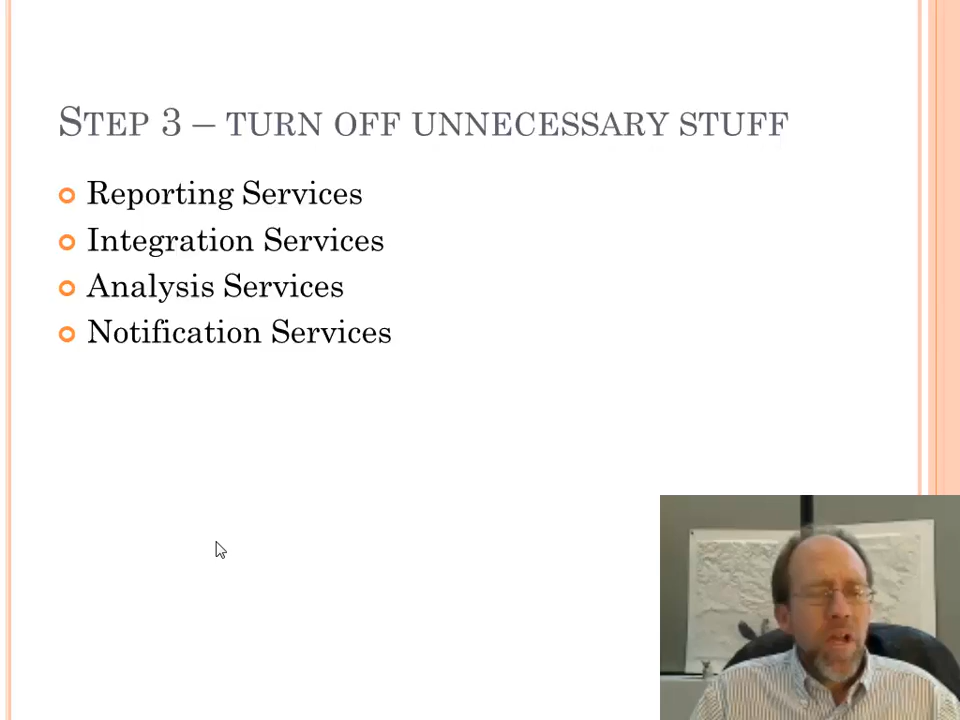 Step 3 – turn off unnecessary stuff
Reporting Services
Integration Services
Analysis Services
Notification Services